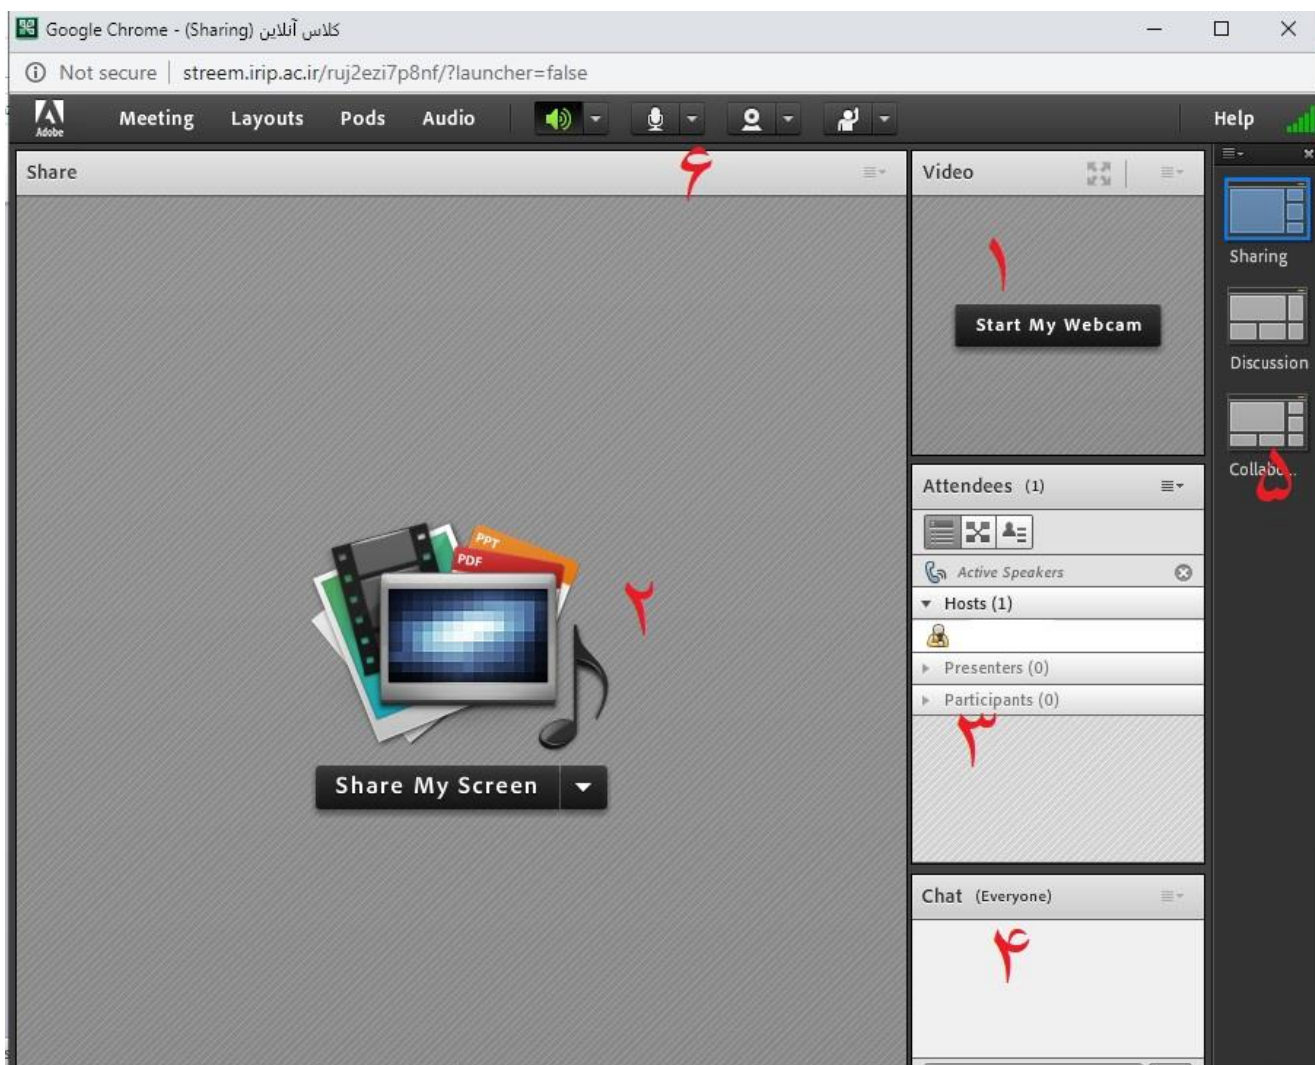 Google Chrome - (Sharing) کلاس آنلاین
Not secure | streem.irip.ac.ir/ruj2ezi7p8nf/?launcher=false
Adobe Meeting Layouts Pods Audio Help
۶
Share
Video
۱
Start My Webcam
Sharing
Discussion
Collabo...
۵
Attendees (1)
Active Speakers
Hosts (1)
Presenters (0)
Participants (0)
۳
PPT
PDF
۲
Share My Screen
Chat (Everyone)
۴